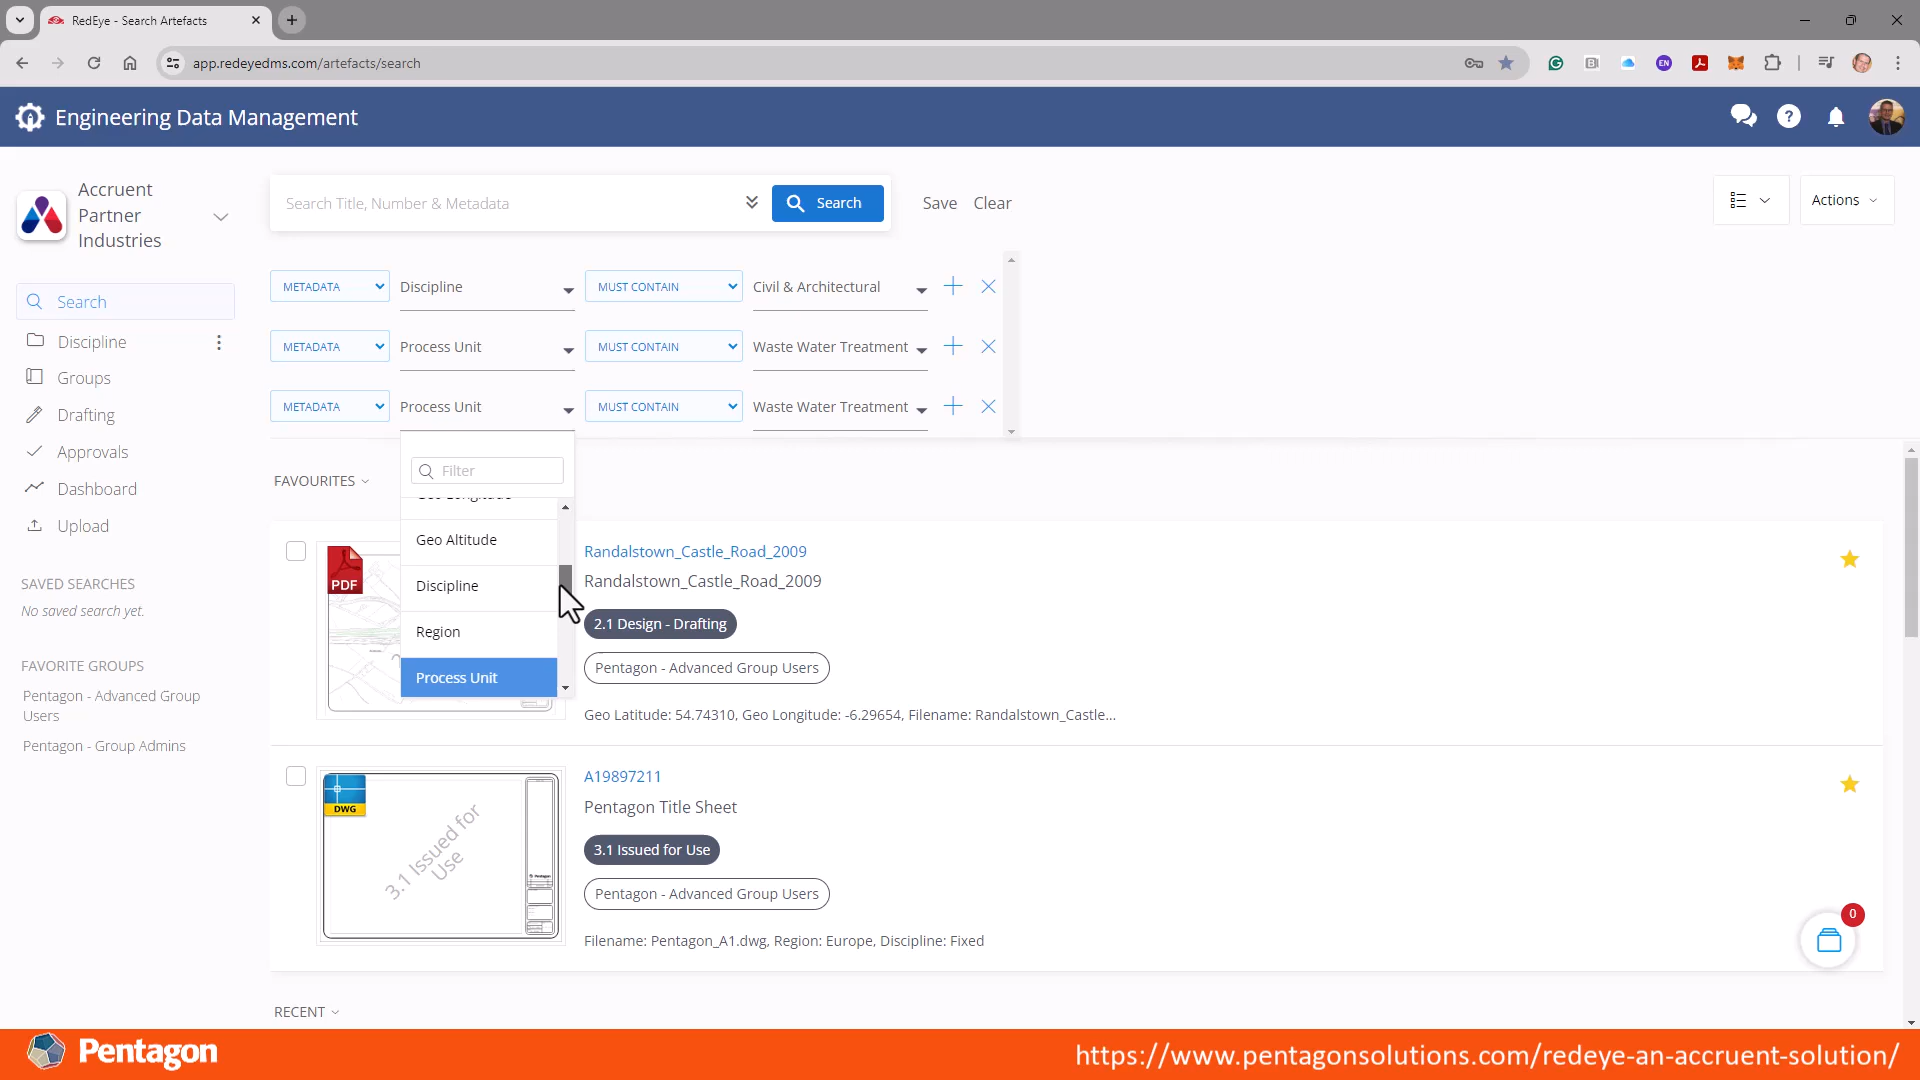 RedEye - Search Artefacts
app.redeyedms.com/artefacts/search
EN
Engineering Data Management
?
Accruent
Partner
Industries
Search Title, Number & Metadata
Search
Save
Clear
Actions
Search
Discipline
Groups
Drafting
Approvals
Dashboard
Upload
SAVED SEARCHES
No saved search yet.
FAVORITE GROUPS
Pentagon - Advanced Group
Users
Pentagon - Group Admins
METADATA Discipline MUST CONTAIN Civil & Architectural
METADATA Process Unit MUST CONTAIN Waste Water Treatment
METADATA Process Unit MUST CONTAIN Waste Water Treatment
Filter
Geo Longitude
Geo Altitude
Discipline
Region
Process Unit
FAVOURITES
PDF
Randalstown_Castle_Road_2009
Randalstown_Castle_Road_2009
2.1 Design - Drafting
Pentagon - Advanced Group Users
Geo Latitude: 54.74310, Geo Longitude: -6.29654, Filename: Randalstown_Castle...
DWG
3.1 Issued for
Use
A19897211
Pentagon Title Sheet
3.1 Issued for Use
Pentagon - Advanced Group Users
Filename: Pentagon_A1.dwg, Region: Europe, Discipline: Fixed
0
RECENT
Pentagon
https://www.pentagonsolutions.com/redeye-an-accruent-solution/